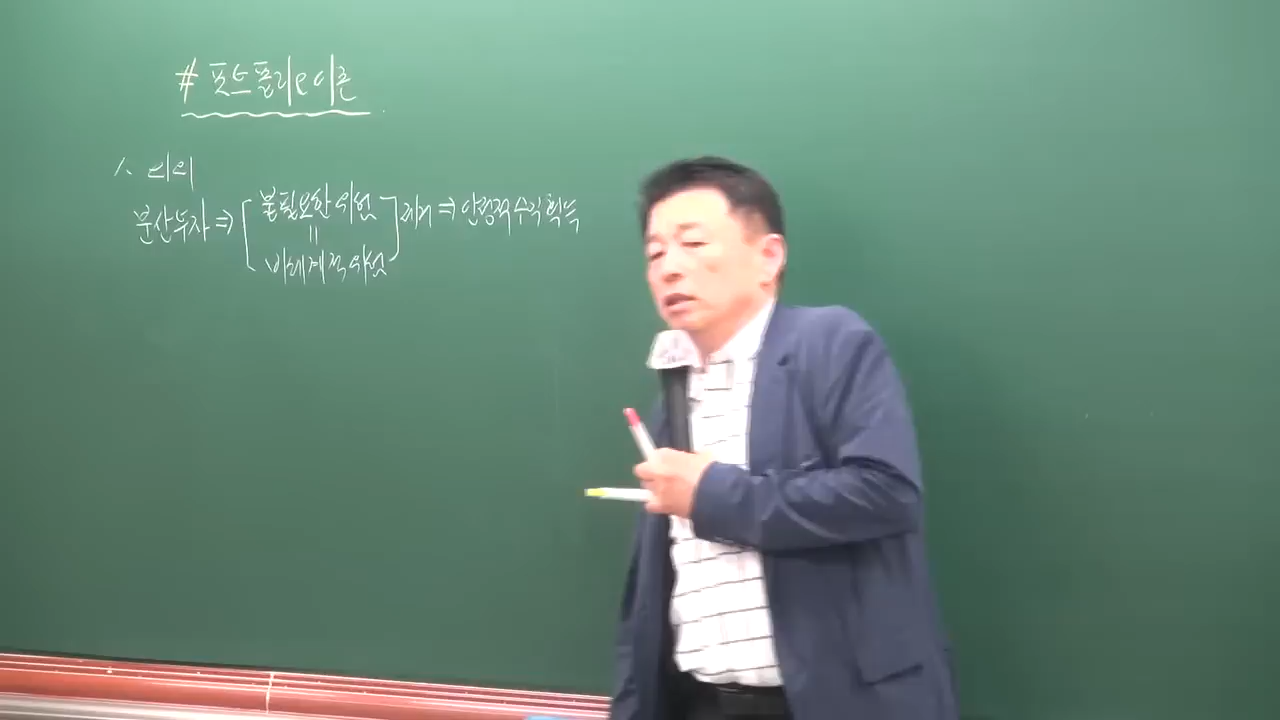 # 포트폴리오이론
1. 의의
분산투자 ⇒ [ 불필요한 위험 ] 제거 ⇒ 안정적 수익 획득
=
비체계적 위험